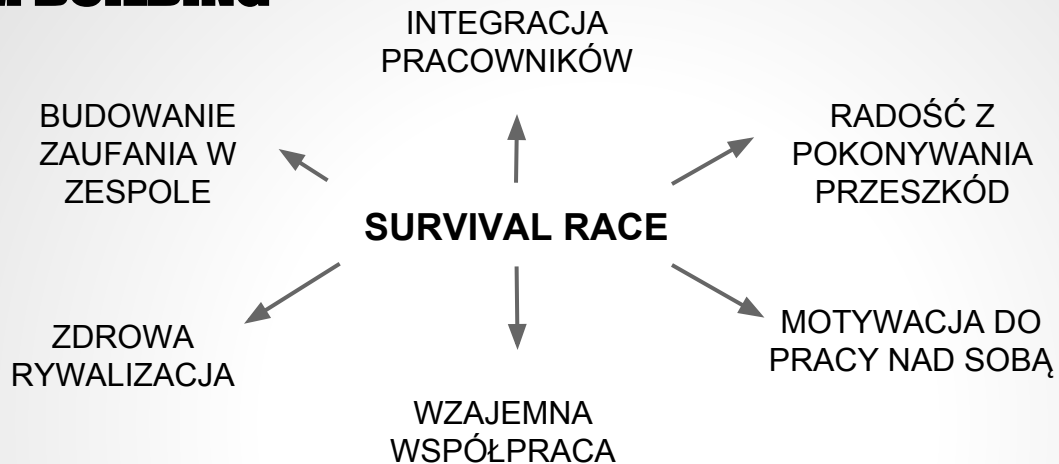 BUILDING
INTEGRACJA
PRACOWNIKÓW
BUDOWANIE
ZAUFANIA W
ZESPOLE
RADOŚĆ Z
POKONYWANIA
PRZESZKÓD
SURVIVAL RACE
ZDROWA
RYWALIZACJA
MOTYWACJA DO
PRACY NAD SOBĄ
WZAJEMNA
WSPÓŁPRACA